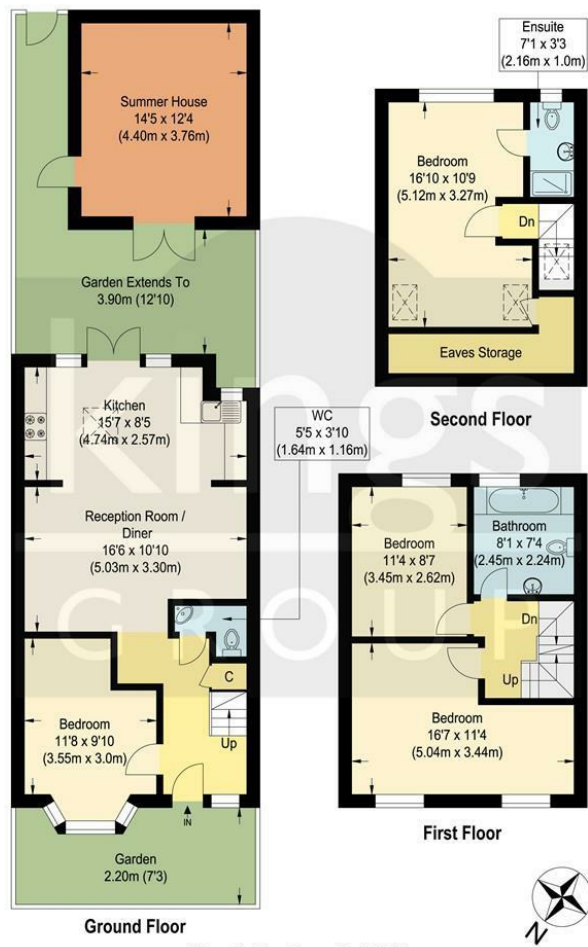 Summer House
14'5 x 12'4
(4.40m x 3.76m)
Garden Extends To
3.90m (12'10)
Kitchen
15'7 x 8'5
(4.74m x 2.57m)
Reception Room /
Diner
16'6 x 10'10
(5.03m x 3.30m)
WC
5'5 x 3'10
(1.64m x 1.16m)
C
Up
Bedroom
11'8 x 9'10
(3.55m x 3.0m)
IN
Garden
2.20m (7'3)
Ground Floor
Ensuite
7'1 x 3'3
(2.16m x 1.0m)
Bedroom
16'10 x 10'9
(5.12m x 3.27m)
Dn
Eaves Storage
Second Floor
Bedroom
11'4 x 8'7
(3.45m x 2.62m)
Bathroom
8'1 x 7'4
(2.45m x 2.24m)
Dn
Up
Bedroom
16'7 x 11'4
(5.04m x 3.44m)
First Floor
N
kings
GROUP